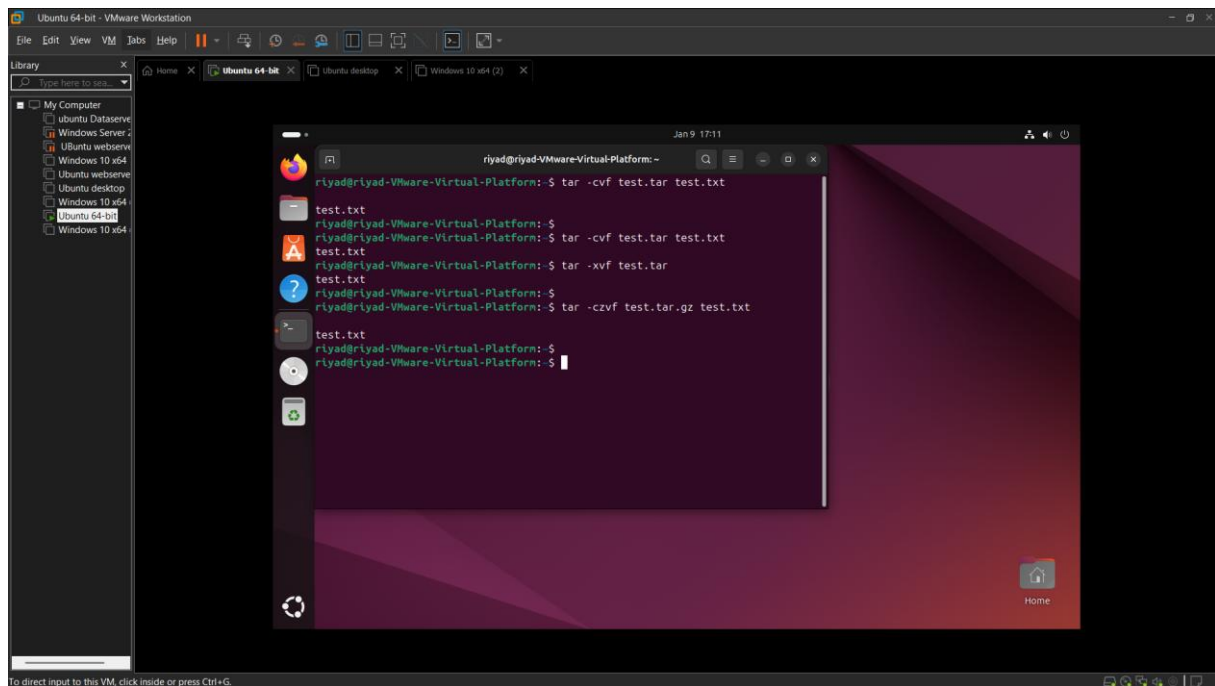 Ubuntu 64-bit - VMware Workstation
File Edit View VM Tabs Help
Library
Type here to sea...
Home
Ubuntu 64-bit
Ubuntu desktop
Windows 10 x64 (2)
My Computer
ubuntu Dataserve
Windows Server 2
UBuntu webserve
Windows 10 x64
Ubuntu webserve
Ubuntu desktop
Windows 10 x64
Ubuntu 64-bit
Windows 10 x64
Jan 9 17:11
riyad@riyad-VMware-Virtual-Platform: ~
riyad@riyad-VMware-Virtual-Platform:~$ tar -cvf test.tar test.txt
test.txt
riyad@riyad-VMware-Virtual-Platform:~$
riyad@riyad-VMware-Virtual-Platform:~$ tar -cvf test.tar test.txt
test.txt
riyad@riyad-VMware-Virtual-Platform:~$ tar -xvf test.tar
test.txt
riyad@riyad-VMware-Virtual-Platform:~$
riyad@riyad-VMware-Virtual-Platform:~$ tar -czvf test.tar.gz test.txt
test.txt
riyad@riyad-VMware-Virtual-Platform:~$
riyad@riyad-VMware-Virtual-Platform:~$
Home
To direct input to this VM, click inside or press Ctrl+G.